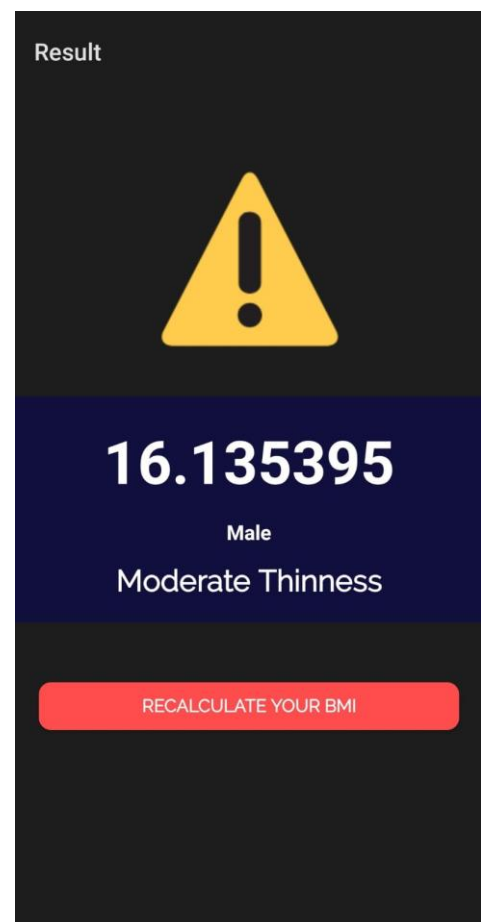 Result
16.135395
Male
Moderate Thinness
RECALCULATE YOUR BMI